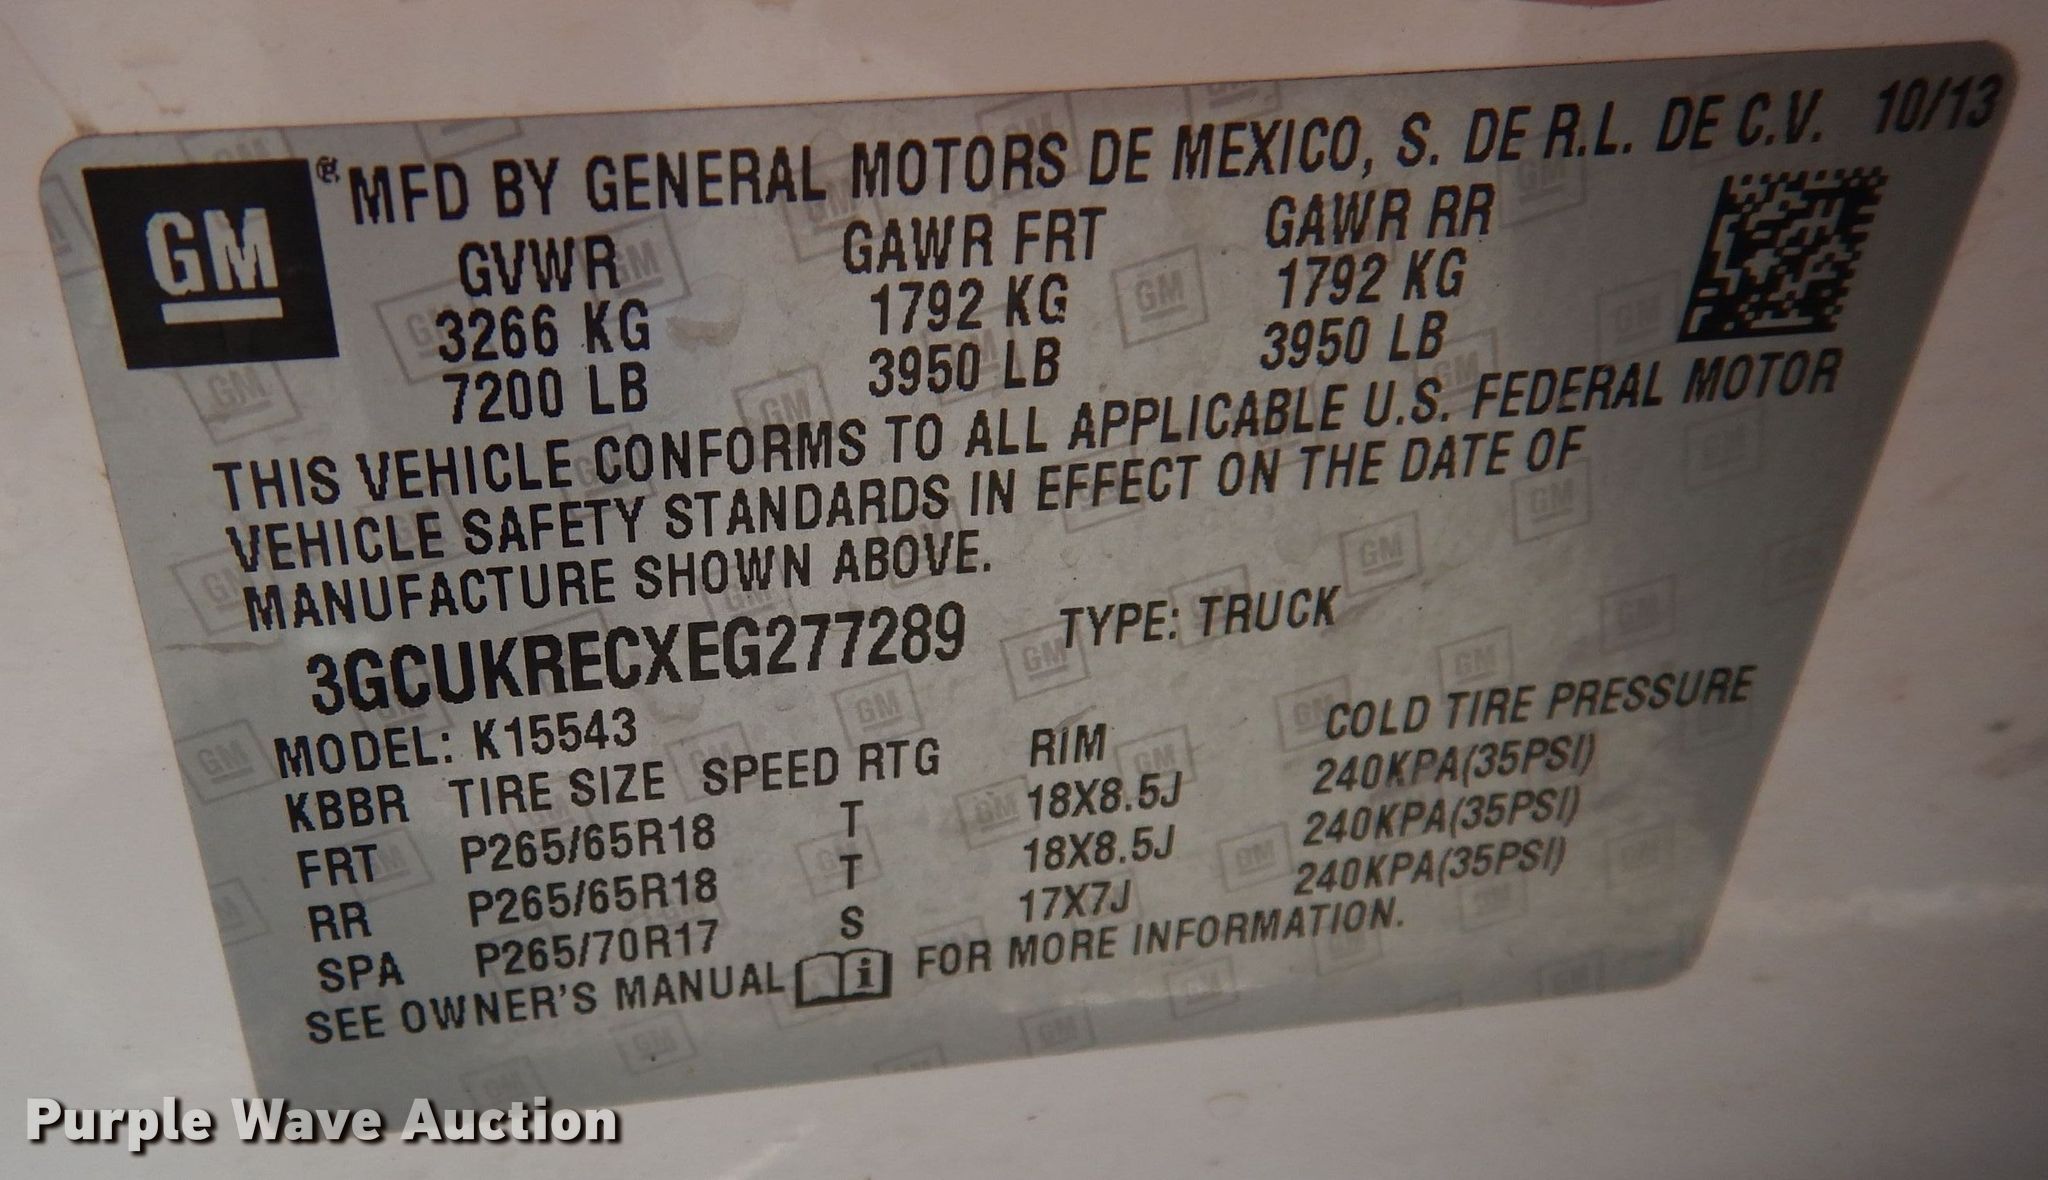 GM ® MFD BY GENERAL MOTORS DE MEXICO, S. DE R.L. DE C.V. 10/13
GVWR GAWR FRT GAWR RR
3266 KG 1792 KG 1792 KG
7200 LB 3950 LB 3950 LB
THIS VEHICLE CONFORMS TO ALL APPLICABLE U.S. FEDERAL MOTOR
VEHICLE SAFETY STANDARDS IN EFFECT ON THE DATE OF
MANUFACTURE SHOWN ABOVE.
3GCUKRECXEG277289 TYPE: TRUCK
MODEL: K15543
KBBR TIRE SIZE SPEED RTG RIM COLD TIRE PRESSURE
FRT P265/65R18 T 18X8.5J 240KPA(35PSI)
RR P265/65R18 T 18X8.5J 240KPA(35PSI)
SPA P265/70R17 S 17X7J 240KPA(35PSI)
SEE OWNER'S MANUAL i FOR MORE INFORMATION.
Purple Wave Auction